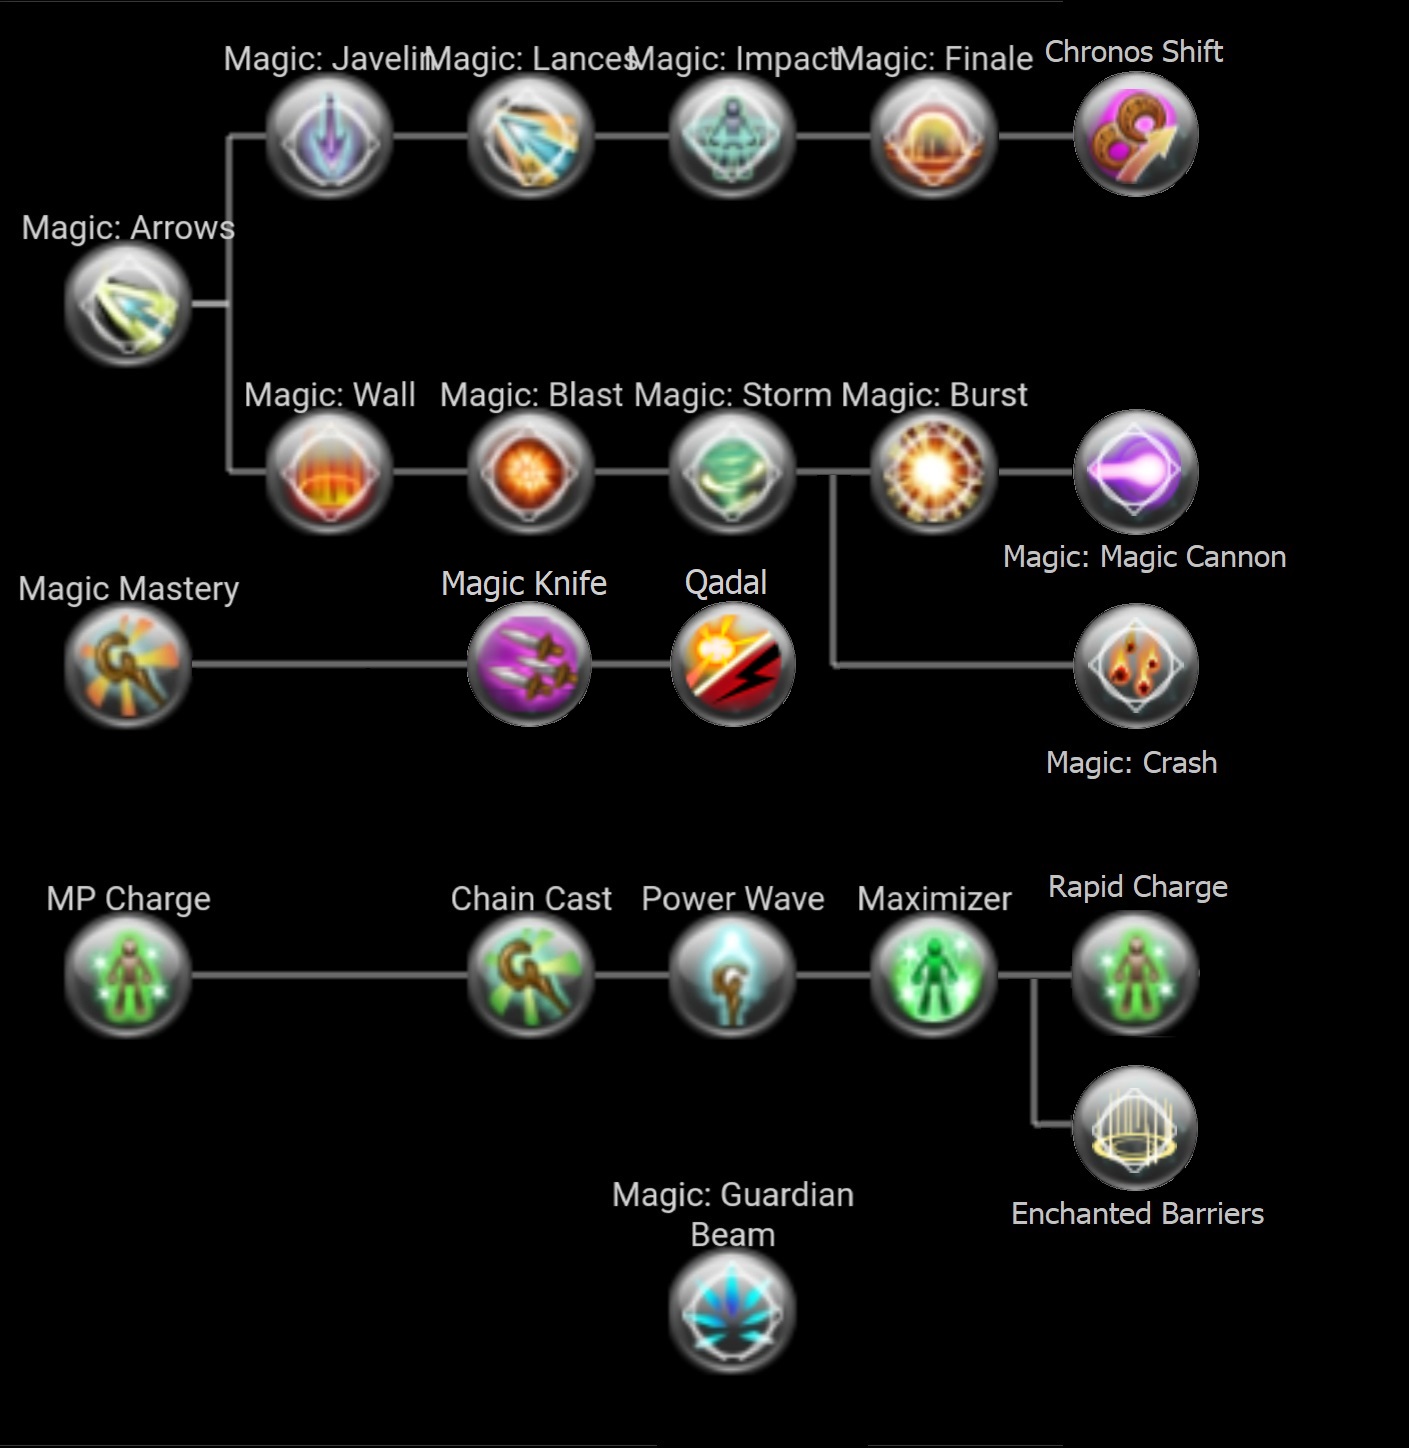 Magic: Javelin
Magic: Lances
Magic: Impact
Magic: Finale
Chronos Shift
Magic: Arrows
Magic: Wall
Magic: Blast
Magic: Storm
Magic: Burst
Magic: Magic Cannon
Magic Mastery
Magic Knife
Qadal
Magic: Crash
MP Charge
Chain Cast
Power Wave
Maximizer
Rapid Charge
Enchanted Barriers
Magic: Guardian
Beam